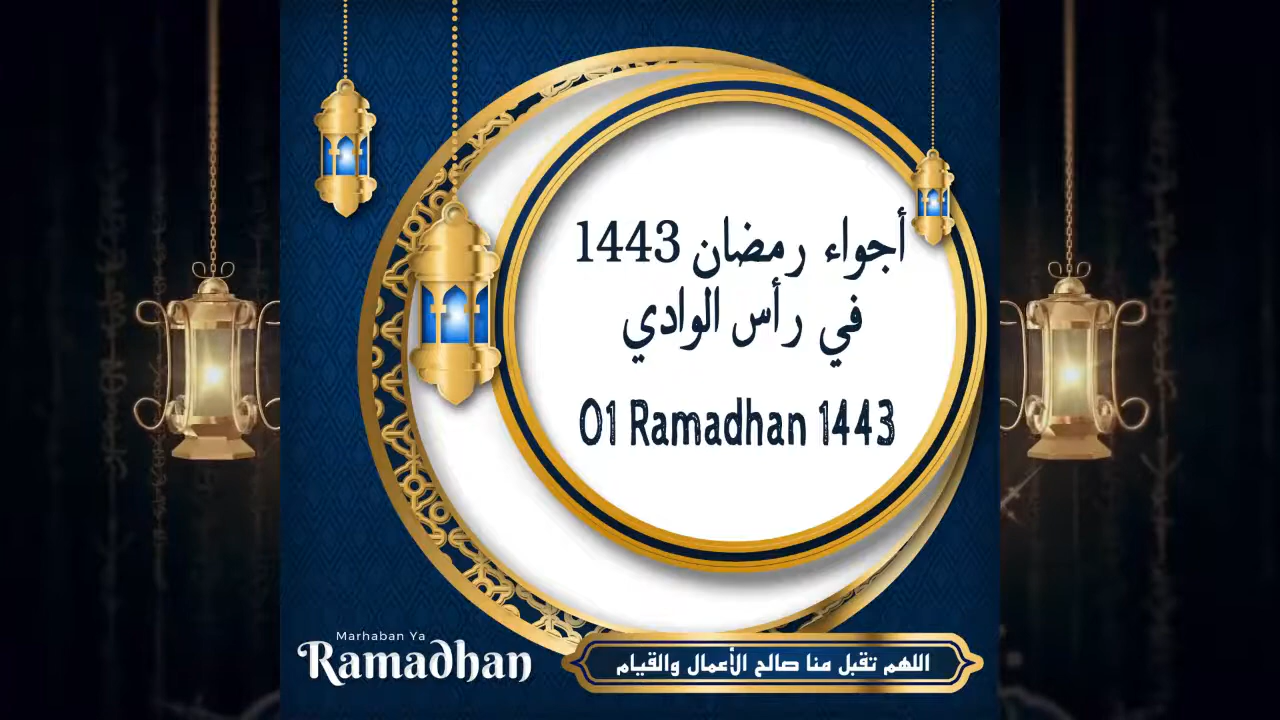 أجواء رمضان 1443
في رأس الوادي
01 Ramadhan 1443
Marhaban Ya
Ramadhan
اللهم تقبل منا صالح الأعمال والقيام